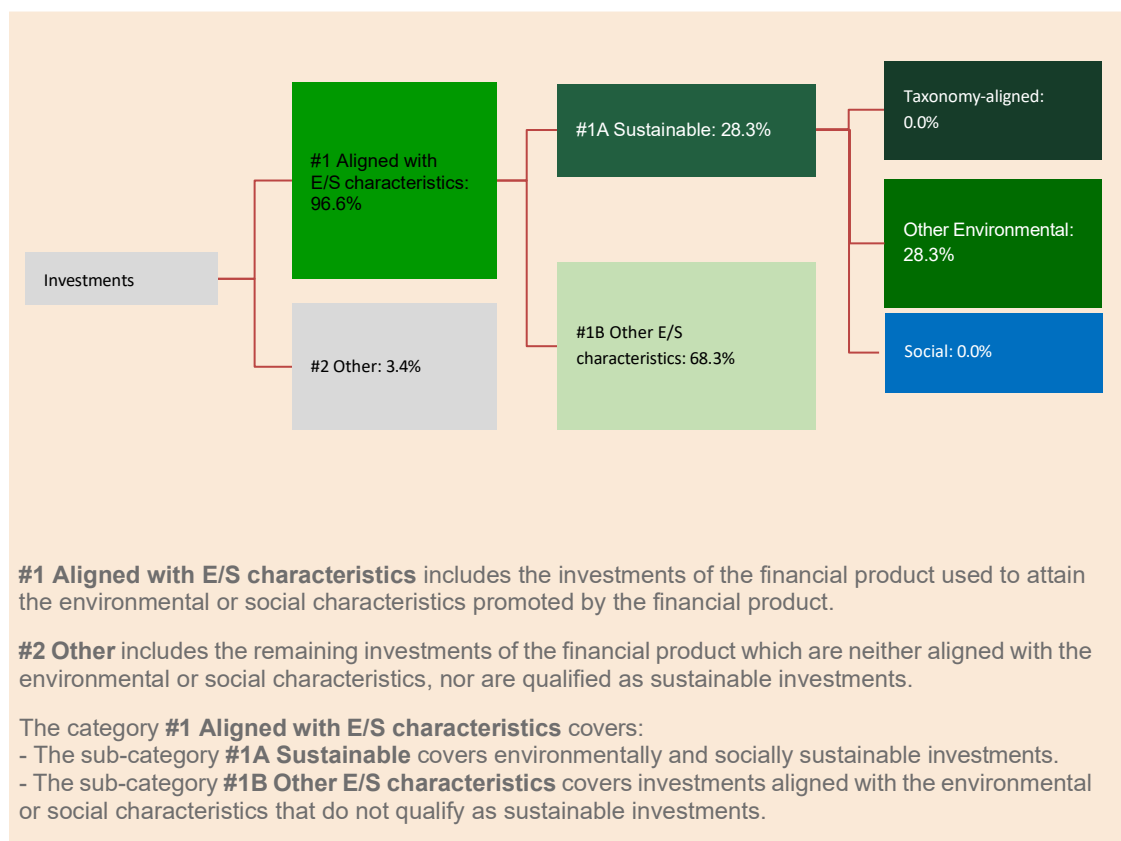 Investments
#1 Aligned with
E/S characteristics:
96.6%
#2 Other: 3.4%
#1A Sustainable: 28.3%
#1B Other E/S
characteristics: 68.3%
Taxonomy-aligned:
0.0%
Other Environmental:
28.3%
Social: 0.0%
#1 Aligned with E/S characteristics includes the investments of the financial product used to attain
the environmental or social characteristics promoted by the financial product.
#2 Other includes the remaining investments of the financial product which are neither aligned with the
environmental or social characteristics, nor are qualified as sustainable investments.
The category #1 Aligned with E/S characteristics covers:
- The sub-category #1A Sustainable covers environmentally and socially sustainable investments.
- The sub-category #1B Other E/S characteristics covers investments aligned with the environmental
or social characteristics that do not qualify as sustainable investments.